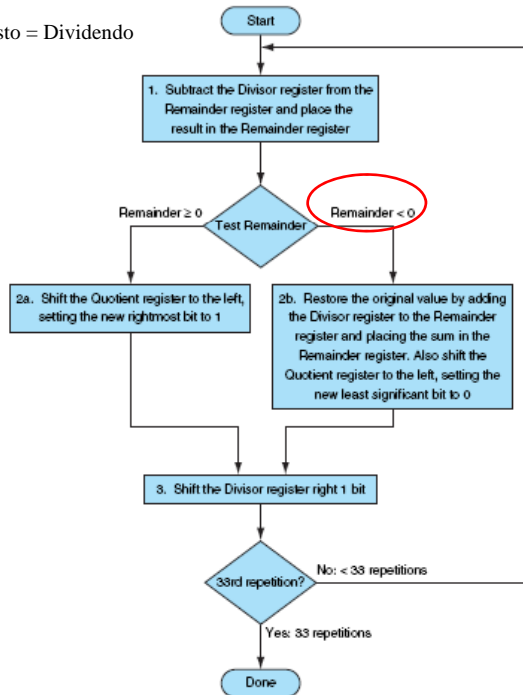 Start
sto = Dividendo
1. Subtract the Divisor register from the
Remainder register and place the
result in the Remainder register
Remainder ≥ 0
Remainder < 0
Test Remainder
2a. Shift the Quotient register to the left,
setting the new rightmost bit to 1
2b. Restore the original value by adding
the Divisor register to the Remainder
register and placing the sum in the
Remainder register. Also shift the
Quotient register to the left, setting the
new least significant bit to 0
3. Shift the Divisor register right 1 bit
33rd repetition?
No: < 33 repetitions
Yes: 33 repetitions
Done